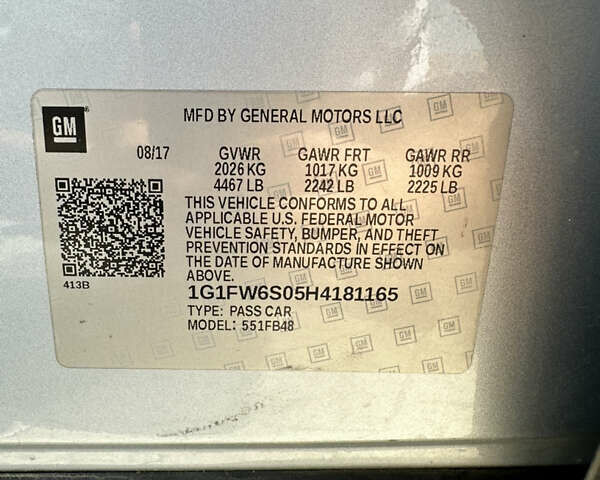 GM
MFD BY GENERAL MOTORS LLC
08/17 GVWR GAWR FRT GAWR RR
2026 KG 1017 KG 1009 KG
4467 LB 2242 LB 2225 LB
THIS VEHICLE CONFORMS TO ALL
APPLICABLE U.S. FEDERAL MOTOR
VEHICLE SAFETY, BUMPER, AND THEFT
PREVENTION STANDARDS IN EFFECT ON
THE DATE OF MANUFACTURE SHOWN
ABOVE.
413B
1G1FW6S05H4181165
TYPE: PASS CAR
MODEL: 551FB48